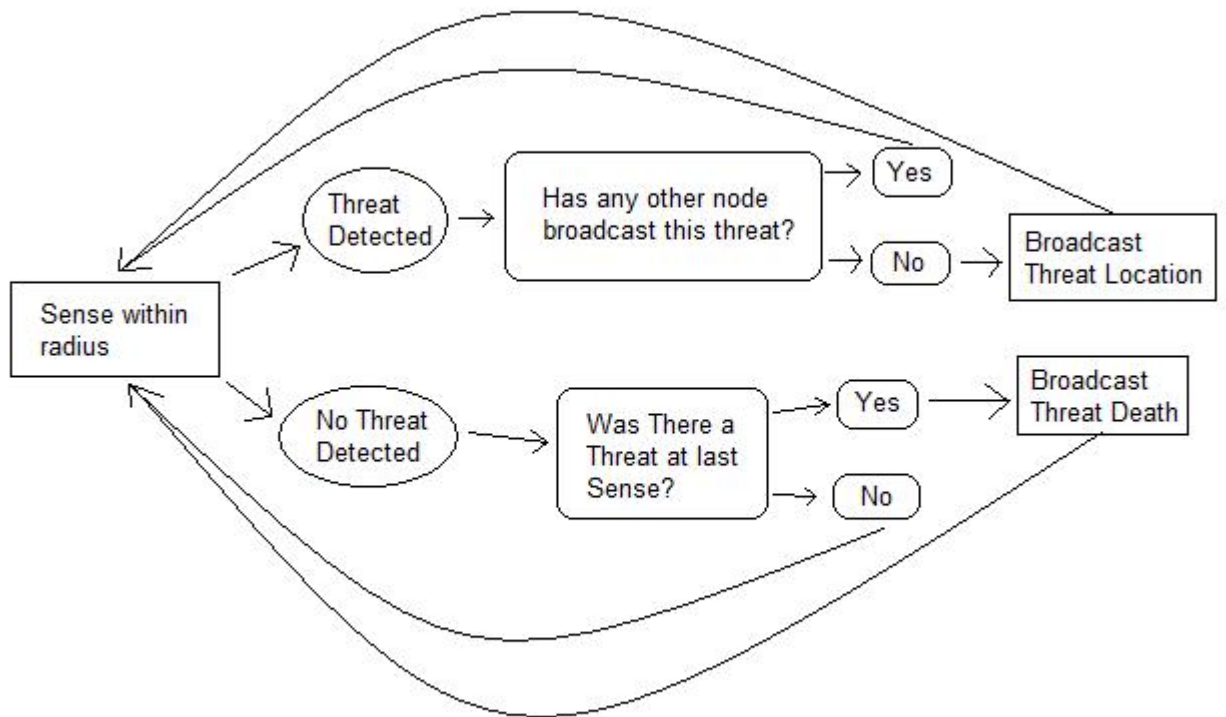 Sense within
radius
Threat
Detected
Has any other node
broadcast this threat?
Yes
No
Broadcast
Threat Location
No Threat
Detected
Was There a
Threat at last
Sense?
Yes
No
Broadcast
Threat Death